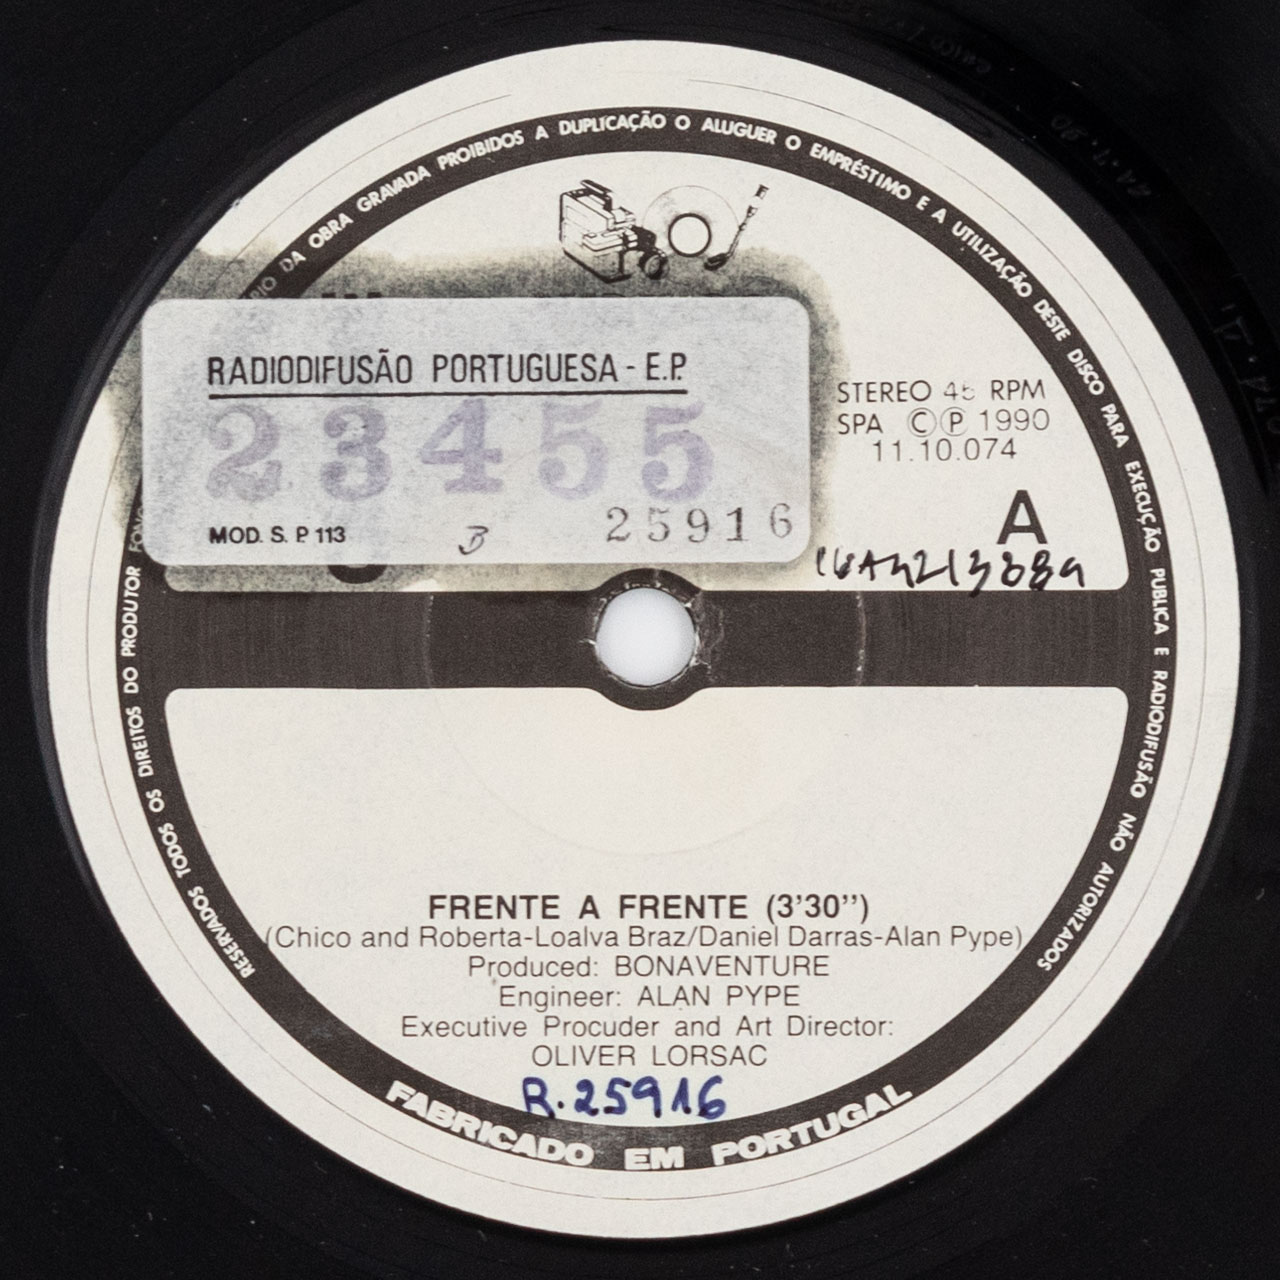 RESERVADOS TODOS OS DIREITOS DO PRODUTOR DA OBRA GRAVADA PROIBIDOS A DUPLICAÇÃO O ALUGUER O EMPRÉSTIMO E A UTILIZAÇÃO DESTE DISCO PARA EXECUÇÃO PUBLICA E RADIODIFUSÃO NÃO AUTORIZADOS
RADIODIFUSÃO PORTUGUESA - E.P.
23455
MOD. S. P. 113 B 25916
STEREO 45 RPM
SPA © Ⓟ 1990
11.10.074
A
FRENTE A FRENTE (3'30'')
(Chico and Roberta-Loalva Braz/Daniel Darras-Alan Pype)
Produced: BONAVENTURE
Engineer: ALAN PYPE
Executive Procuder and Art Director:
OLIVER LORSAC
R.25916
FABRICADO EM PORTUGAL